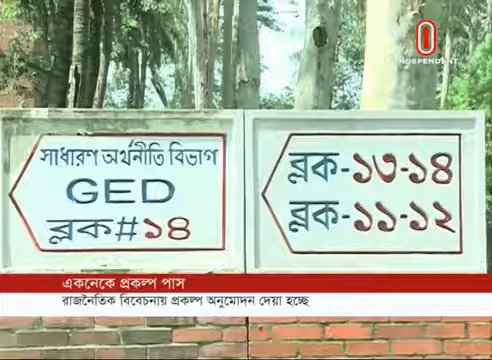 INDEPENDENT
সাধারণ অর্থনীতি বিভাগ
GED
ব্লক#১৪
ব্লক-১৩-১৪
ব্লক-১১-১২
একনেকে প্রকল্প পাস
রাজনৈতিক বিবেচনায় প্রকল্প অনুমোদন দেয়া হচ্ছে